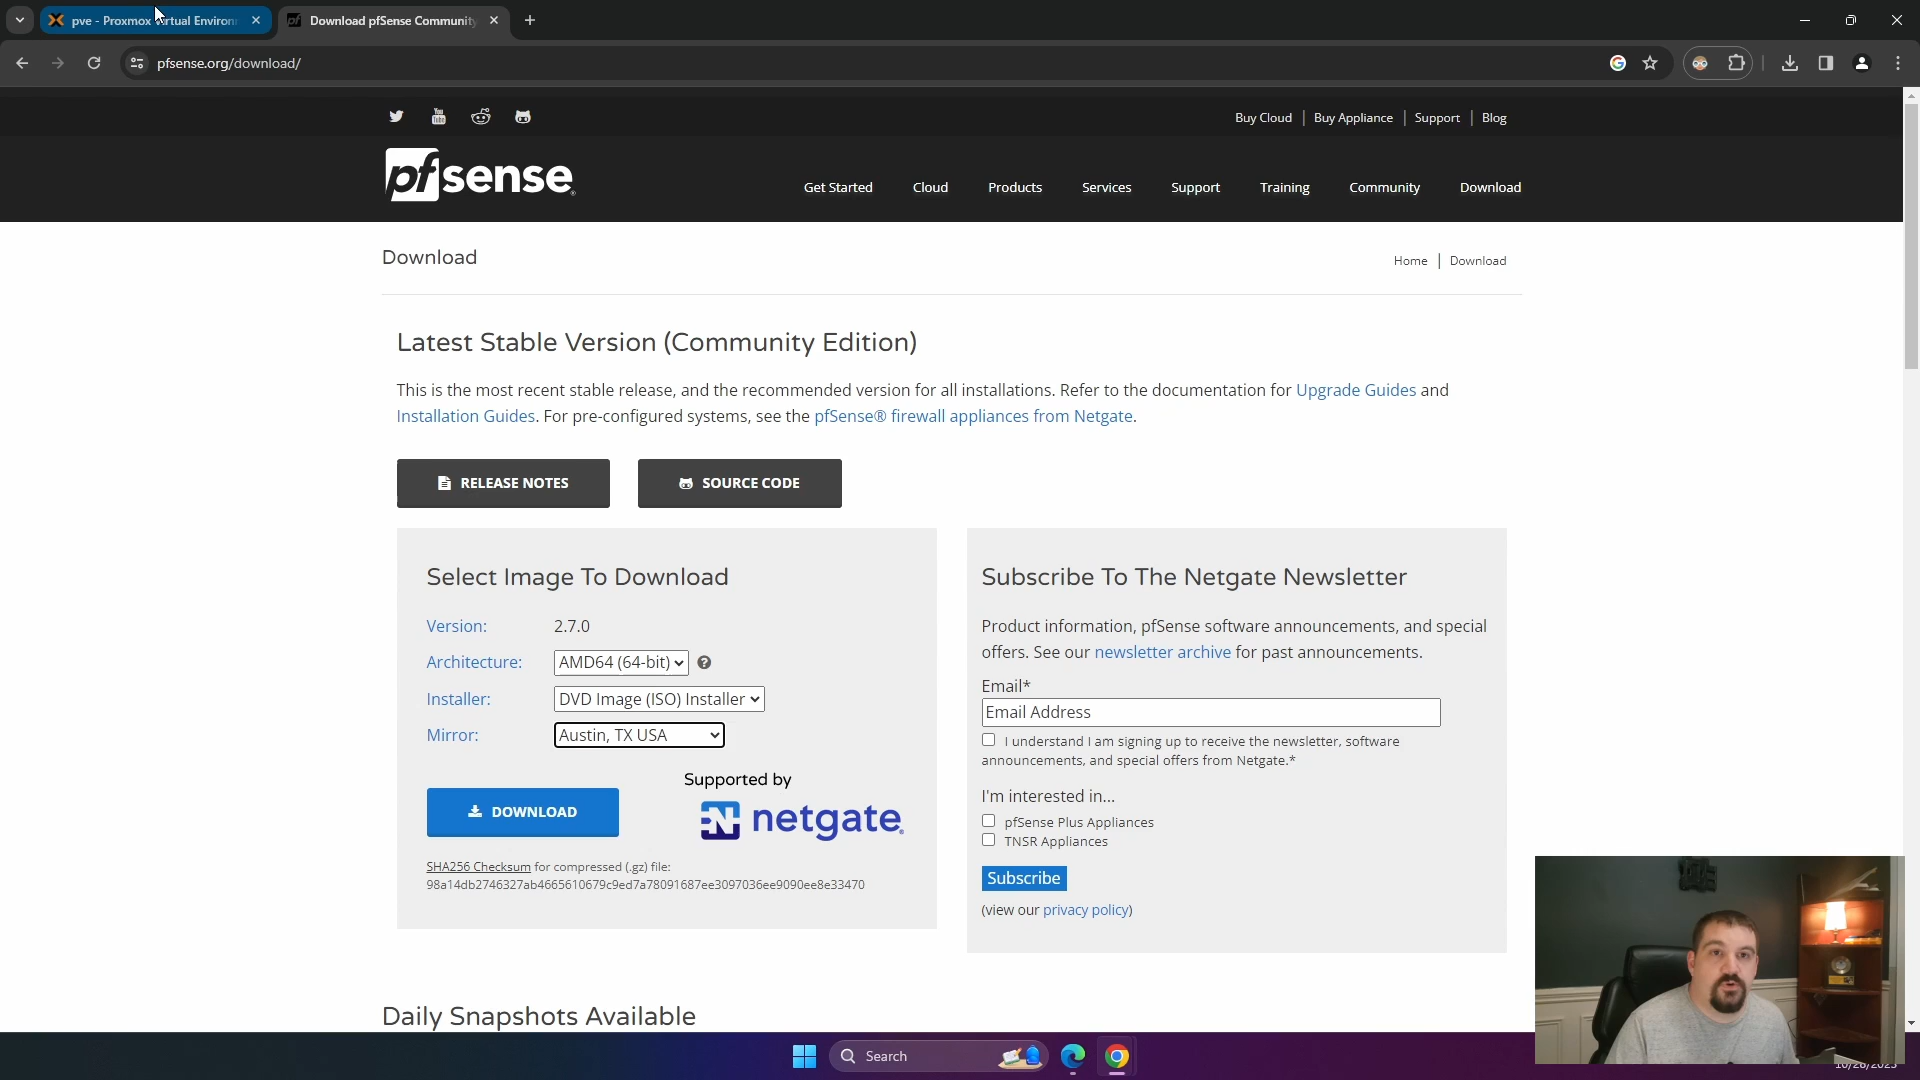 pve - Proxmox Virtual Environ
Download pfSense Community
pfsense.org/download/
Buy Cloud
Buy Appliance
Support
Blog
pfsense
Get Started
Cloud
Products
Services
Support
Training
Community
Download
Download
Home
Download
Latest Stable Version (Community Edition)
This is the most recent stable release, and the recommended version for all installations. Refer to the documentation for Upgrade Guides and
Installation Guides. For pre-configured systems, see the pfSense® firewall appliances from Netgate.
RELEASE NOTES
SOURCE CODE
Select Image To Download
Version: 2.7.0
Architecture: AMD64 (64-bit)
Installer: DVD Image (ISO) Installer
Mirror: Austin, TX USA
Supported by
netgate
DOWNLOAD
SHA256 Checksum for compressed (.gz) file:
98a14db2746327ab4665610679c9ed7a78091687ee3097036ee9090ee8e33470
Subscribe To The Netgate Newsletter
Product information, pfSense software announcements, and special
offers. See our newsletter archive for past announcements.
Email*
Email Address
I understand I am signing up to receive the newsletter, software
announcements, and special offers from Netgate.*
I'm interested in...
pfSense Plus Appliances
TNSR Appliances
Subscribe
(view our privacy policy)
Daily Snapshots Available
Search